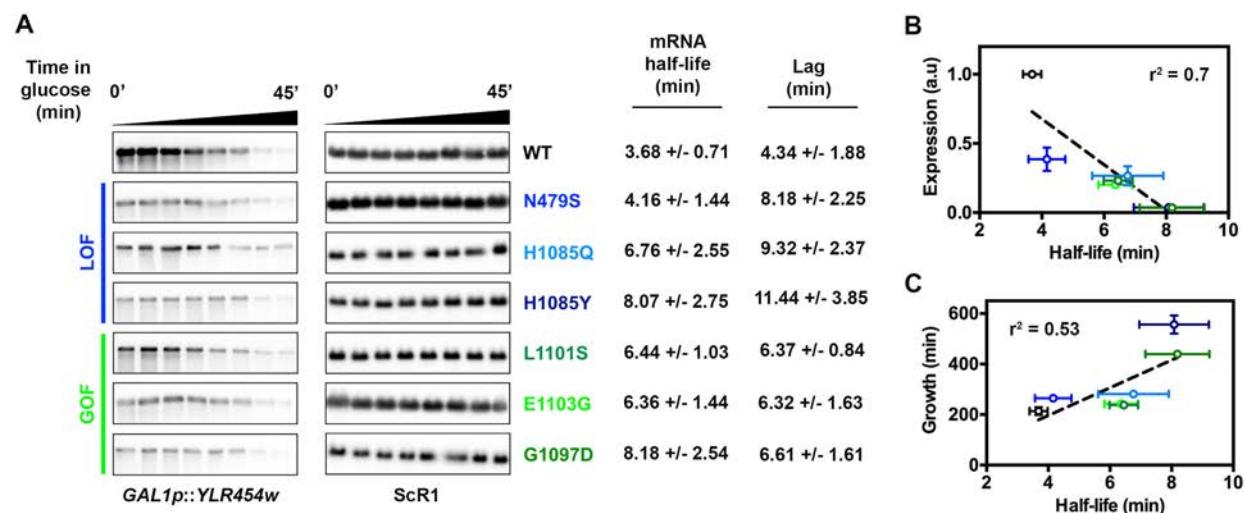 A
Time in
glucose
(min)
0’ 45’ 0’ 45’
mRNA
half-life
(min)
Lag
(min)
WT 3.68 +/- 0.71 4.34 +/- 1.88
LOF
N479S 4.16 +/- 1.44 8.18 +/- 2.25
H1085Q 6.76 +/- 2.55 9.32 +/- 2.37
H1085Y 8.07 +/- 2.75 11.44 +/- 3.85
GOF
L1101S 6.44 +/- 1.03 6.37 +/- 0.84
E1103G 6.36 +/- 1.44 6.32 +/- 1.63
G1097D 8.18 +/- 2.54 6.61 +/- 1.61
GAL1p::YLR454w ScR1
B
Expression (a.u)
1.0
0.5
0.0
r² = 0.7
2 4 6 8 10
Half-life (min)
C
Growth (min)
600
400
200
0
r² = 0.53
2 4 6 8 10
Half-life (min)